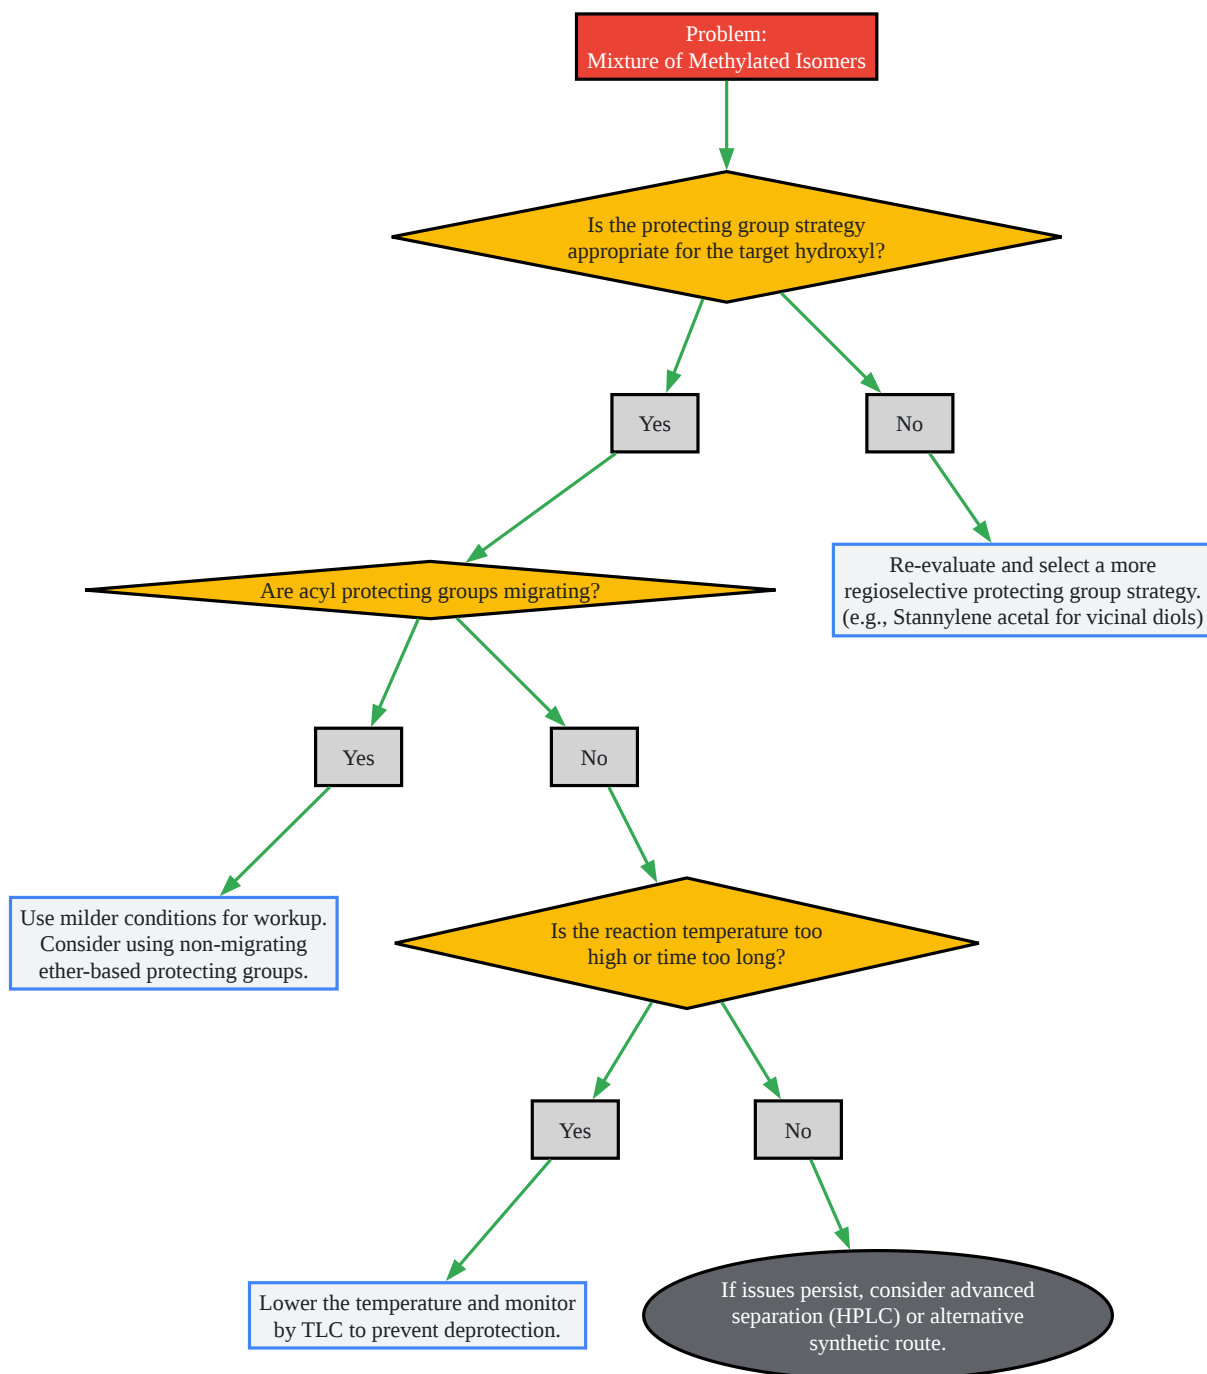 Problem:
Mixture of Methylated Isomers
Is the protecting group strategy
appropriate for the target hydroxyl?
Yes
No
Re-evaluate and select a more
regioselective protecting group strategy.
(e.g., Stannylene acetal for vicinal diols)
Are acyl protecting groups migrating?
Yes
No
Use milder conditions for workup.
Consider using non-migrating
ether-based protecting groups.
Is the reaction temperature too
high or time too long?
Yes
No
Lower the temperature and monitor
by TLC to prevent deprotection.
If issues persist, consider advanced
separation (HPLC) or alternative
synthetic route.